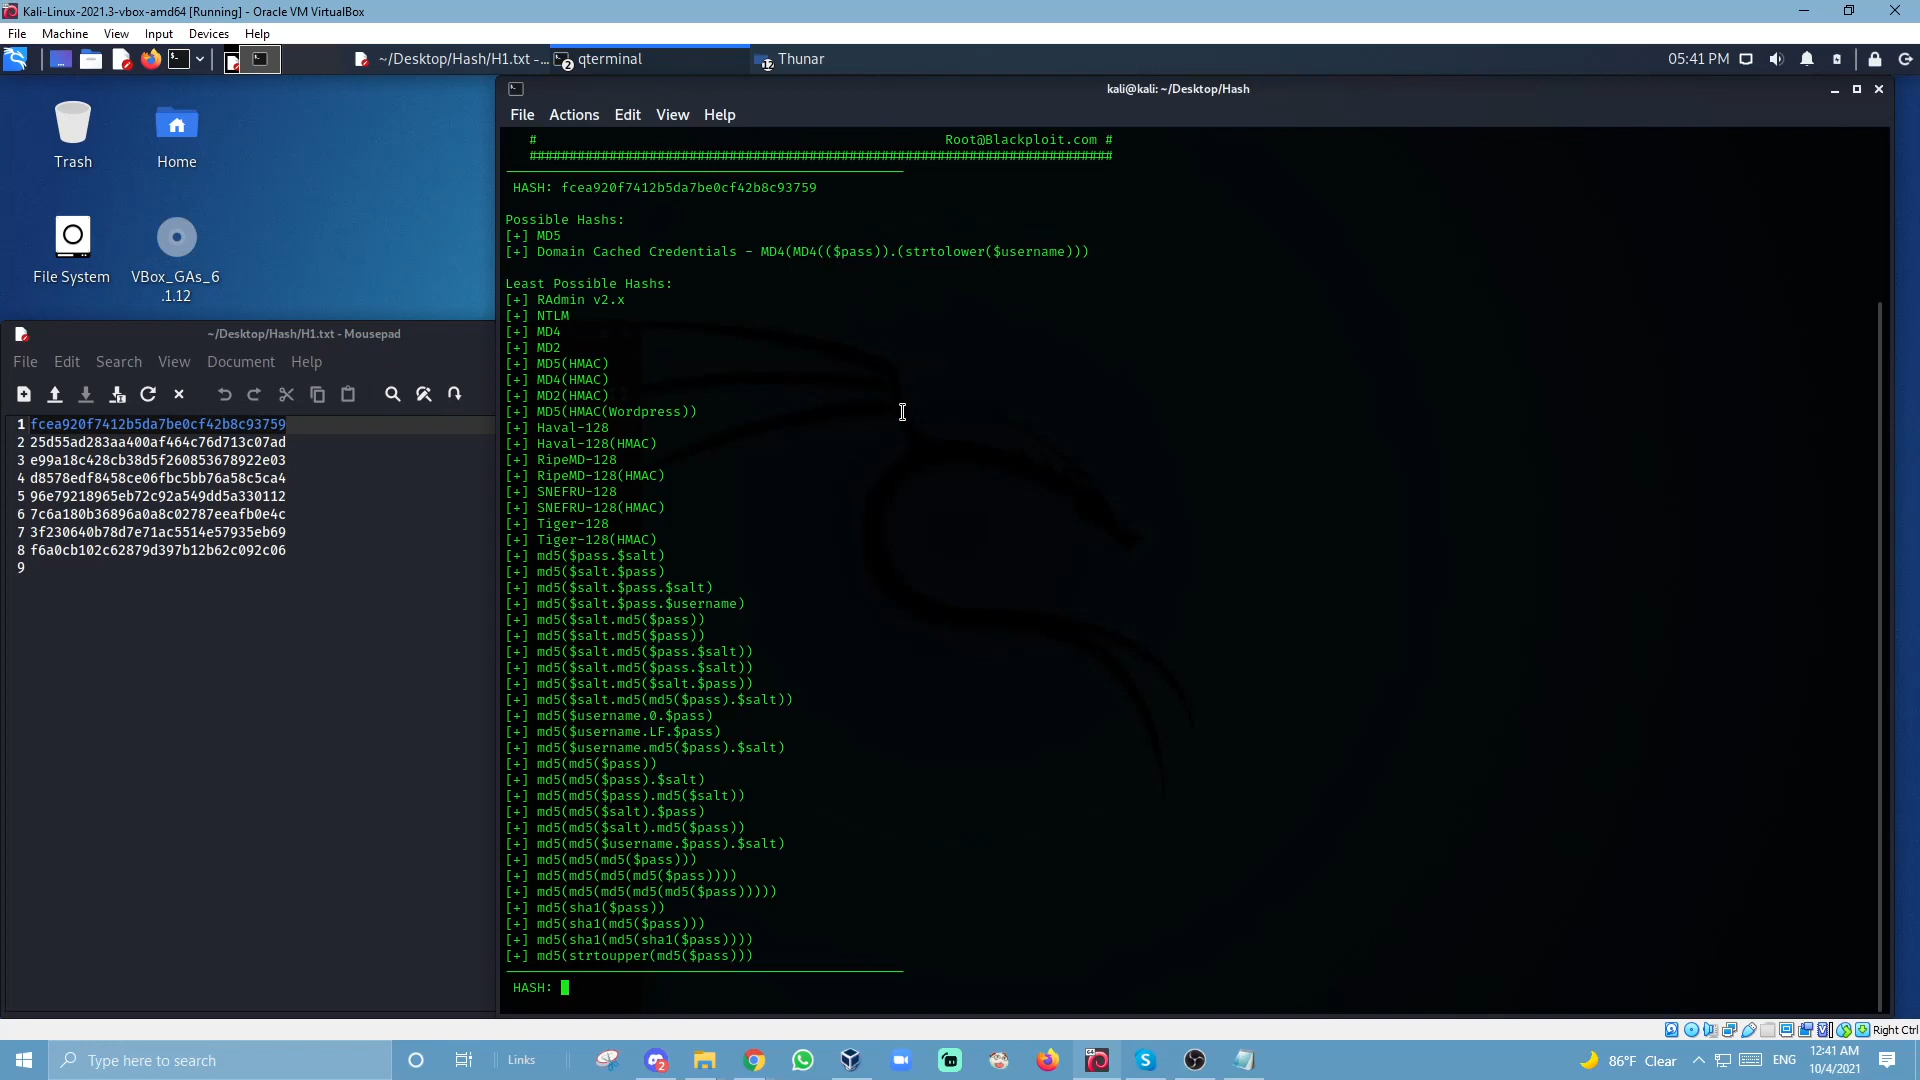 Kali-Linux-2021.3-vbox-amd64 [Running] - Oracle VM VirtualBox
File Machine View Input Devices Help
~/Desktop/Hash/H1.txt -...
2 qterminal
12 Thunar
05:41 PM
Trash
Home
File System
VBox_GAs_6
.1.12
~/Desktop/Hash/H1.txt - Mousepad
File Edit Search View Document Help
1 fcea920f7412b5da7be0cf42b8c93759
2 25d55ad283aa400af464c76d713c07ad
3 e99a18c428cb38d5f260853678922e03
4 d8578edf8458ce06fbc5bb76a58c5ca4
5 96e79218965eb72c92a549dd5a330112
6 7c6a180b36896a0a8c02787eeafb0e4c
7 3f230640b78d7e71ac5514e57935eb69
8 f6a0cb102c62879d397b12b62c092c06
9
kali@kali: ~/Desktop/Hash
File Actions Edit View Help
# Root@Blackploit.com #
#########################################################################
HASH: fcea920f7412b5da7be0cf42b8c93759
Possible Hashs:
[+] MD5
[+] Domain Cached Credentials - MD4(MD4(($pass)).(strtolower($username)))
Least Possible Hashs:
[+] RAdmin v2.x
[+] NTLM
[+] MD4
[+] MD2
[+] MD5(HMAC)
[+] MD4(HMAC)
[+] MD2(HMAC)
[+] MD5(HMAC(Wordpress))
[+] Haval-128
[+] Haval-128(HMAC)
[+] RipeMD-128
[+] RipeMD-128(HMAC)
[+] SNEFRU-128
[+] SNEFRU-128(HMAC)
[+] Tiger-128
[+] Tiger-128(HMAC)
[+] md5($pass.$salt)
[+] md5($salt.$pass)
[+] md5($salt.$pass.$salt)
[+] md5($salt.$pass.$username)
[+] md5($salt.md5($pass))
[+] md5($salt.md5($pass))
[+] md5($salt.md5($pass.$salt))
[+] md5($salt.md5($pass.$salt))
[+] md5($salt.md5($salt.$pass))
[+] md5($salt.md5(md5($pass).$salt))
[+] md5($username.0.$pass)
[+] md5($username.LF.$pass)
[+] md5($username.md5($pass).$salt)
[+] md5(md5($pass))
[+] md5(md5($pass).$salt)
[+] md5(md5($pass).md5($salt))
[+] md5(md5($salt).$pass)
[+] md5(md5($salt).md5($pass))
[+] md5(md5($username.$pass).$salt)
[+] md5(md5(md5($pass)))
[+] md5(md5(md5(md5($pass))))
[+] md5(md5(md5(md5(md5($pass)))))
[+] md5(sha1($pass))
[+] md5(sha1(md5($pass)))
[+] md5(sha1(md5(sha1($pass))))
[+] md5(strtoupper(md5($pass)))
HASH:
Right Ctrl
Type here to search
Links
2
86°F Clear
ENG
12:41 AM
10/4/2021